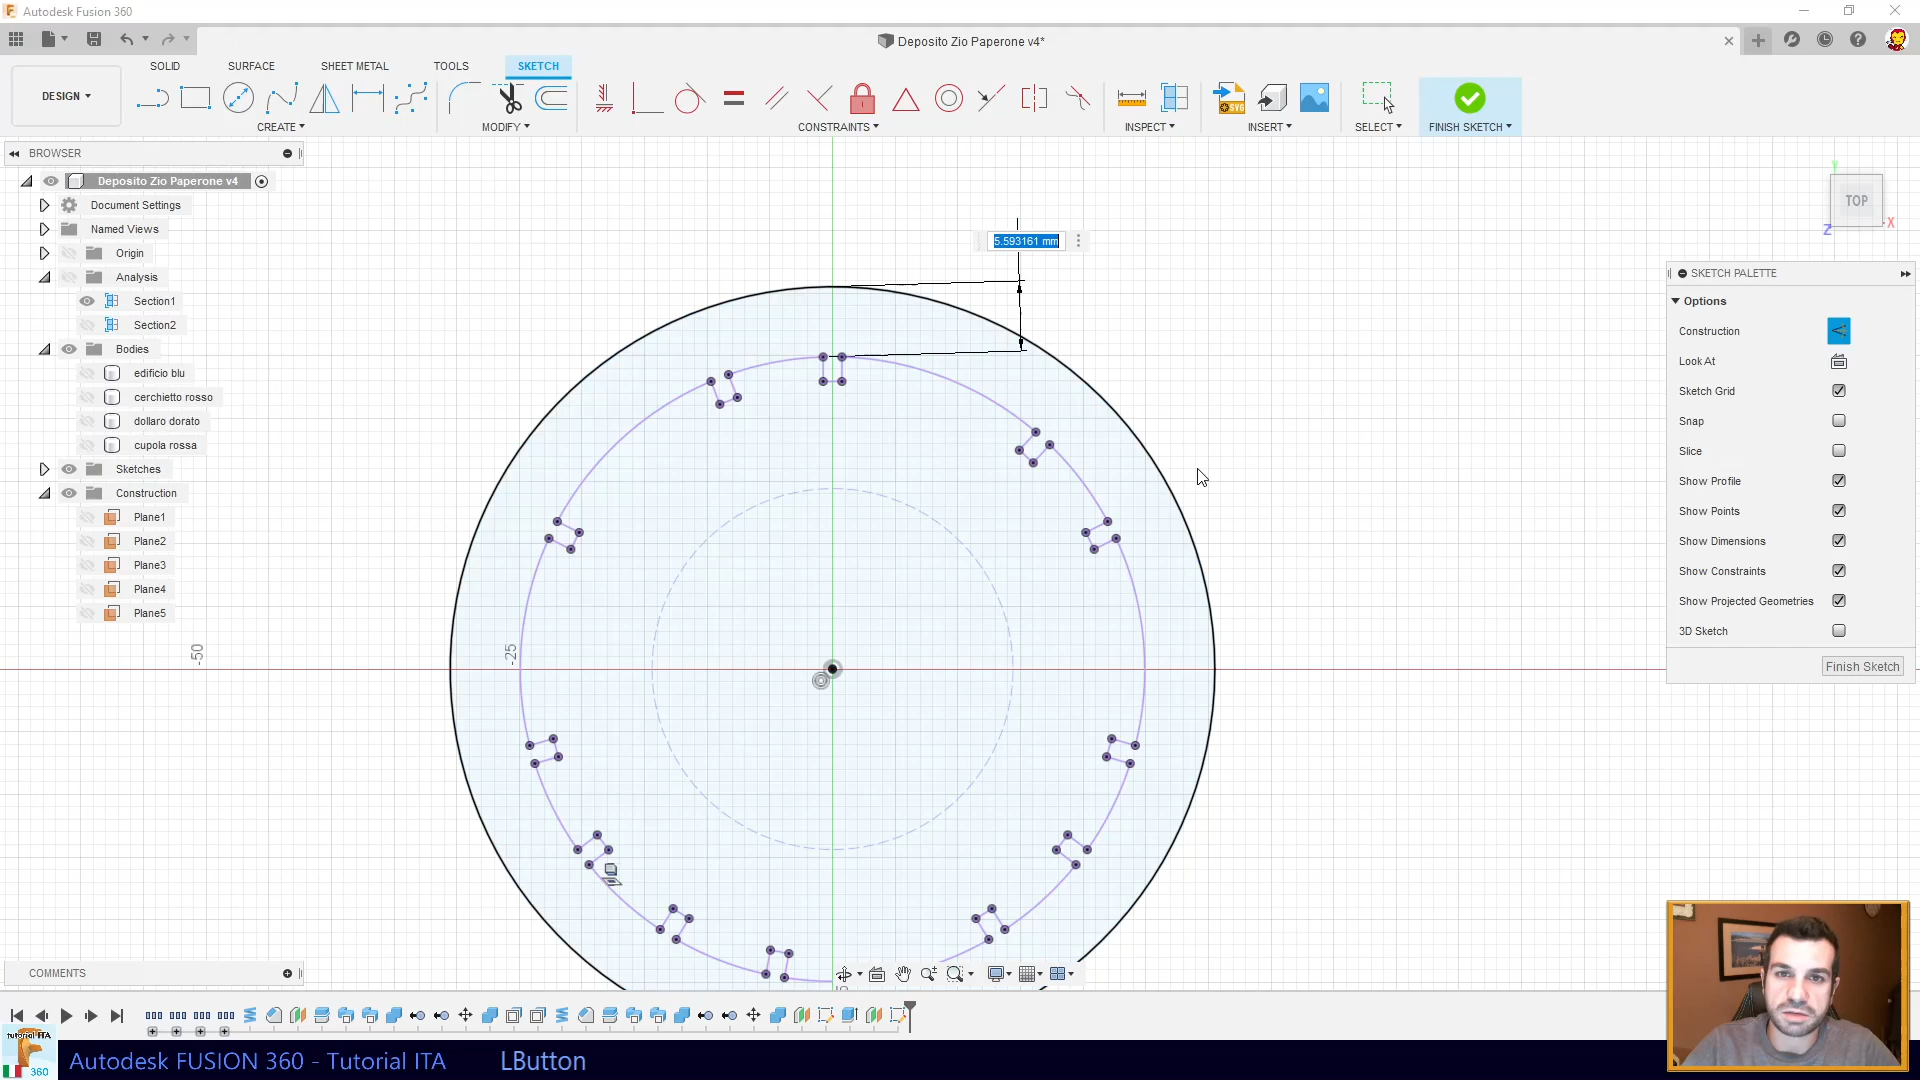 Autodesk Fusion 360
Deposito Zio Paperone v4*
SOLID SURFACE SHEET METAL TOOLS SKETCH
DESIGN
CREATE MODIFY CONSTRAINTS INSPECT INSERT SELECT FINISH SKETCH
BROWSER
Deposito Zio Paperone v4
Document Settings
Named Views
Origin
Analysis
Section1
Section2
Bodies
edificio blu
cerchietto rosso
dollaro dorato
cupola rossa
Sketches
Construction
Plane1
Plane2
Plane3
Plane4
Plane5
5.593161 mm
-50
-25
TOP
Y
X
Z
SKETCH PALETTE
Options
Construction
Look At
Sketch Grid
Snap
Slice
Show Profile
Show Points
Show Dimensions
Show Constraints
Show Projected Geometries
3D Sketch
Finish Sketch
COMMENTS
tutorial ITA
360
Autodesk FUSION 360 - Tutorial ITA LButton